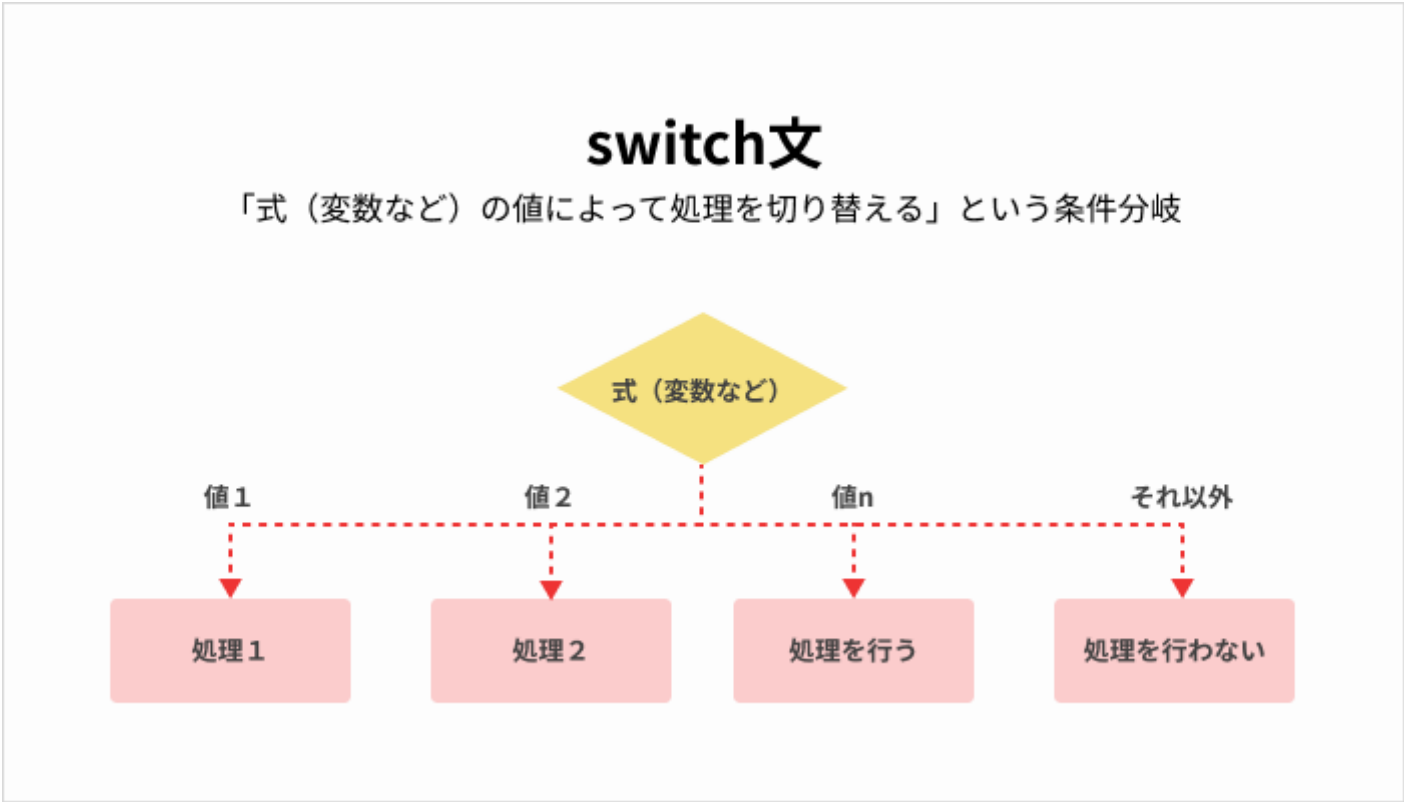 switch文
「式（変数など）の値によって処理を切り替える」という条件分岐
式（変数など）
値１
値２
値n
それ以外
処理１
処理２
処理を行う
処理を行わない